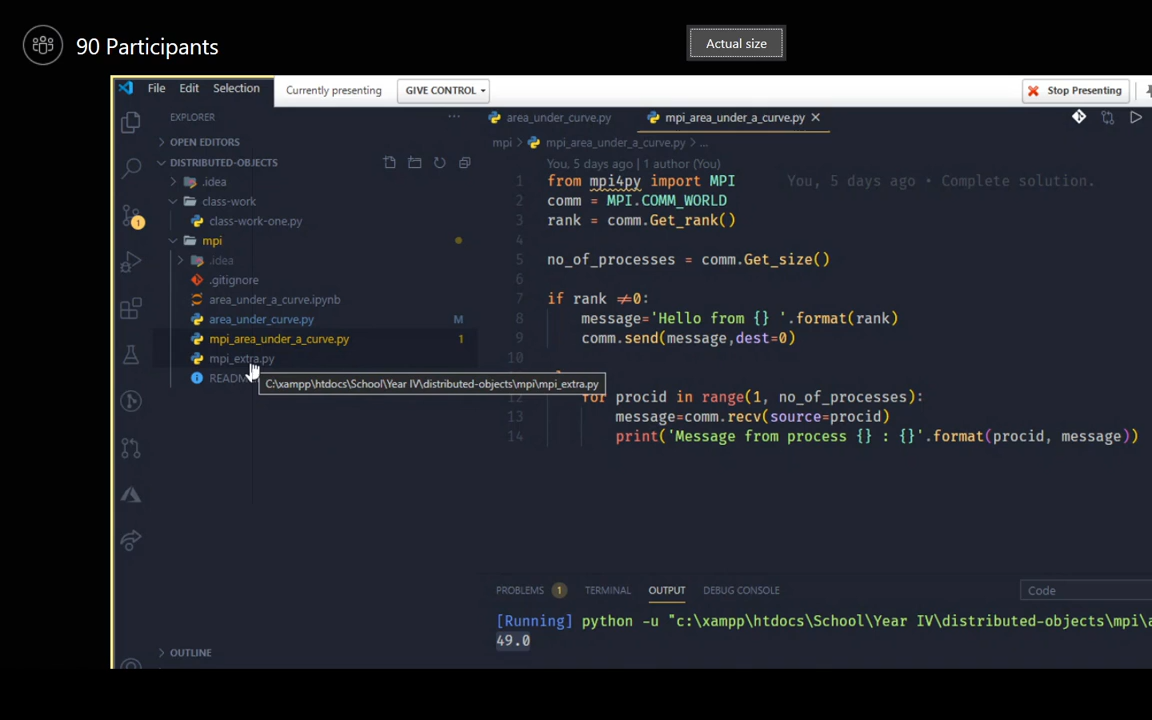 90 Participants
Actual size
File Edit Selection
Currently presenting
GIVE CONTROL
Stop Presenting
EXPLORER
OPEN EDITORS
DISTRIBUTED-OBJECTS
.idea
class-work
class-work-one.py
mpi
.idea
.gitignore
area_under_a_curve.ipynb
area_under_curve.py M
mpi_area_under_a_curve.py 1
mpi_extra.py
READM
C:\xampp\htdocs\School\Year IV\distributed-objects\mpi\mpi_extra.py
OUTLINE
1
area_under_curve.py mpi_area_under_a_curve.py
mpi > mpi_area_under_a_curve.py > ...
You, 5 days ago | 1 author (You)
1 from mpi4py import MPI You, 5 days ago • Complete solution.
2 comm = MPI.COMM_WORLD
3 rank = comm.Get_rank()
4
5 no_of_processes = comm.Get_size()
6
7 if rank ≠0:
8 message='Hello from {} '.format(rank)
9 comm.send(message,dest=0)
10
12 for procid in range(1, no_of_processes):
13 message=comm.recv(source=procid)
14 print('Message from process {} : {}'.format(procid, message))
PROBLEMS 1 TERMINAL OUTPUT DEBUG CONSOLE Code
[Running] python -u "c:\xampp\htdocs\School\Year IV\distributed-objects\mpi\a
49.0